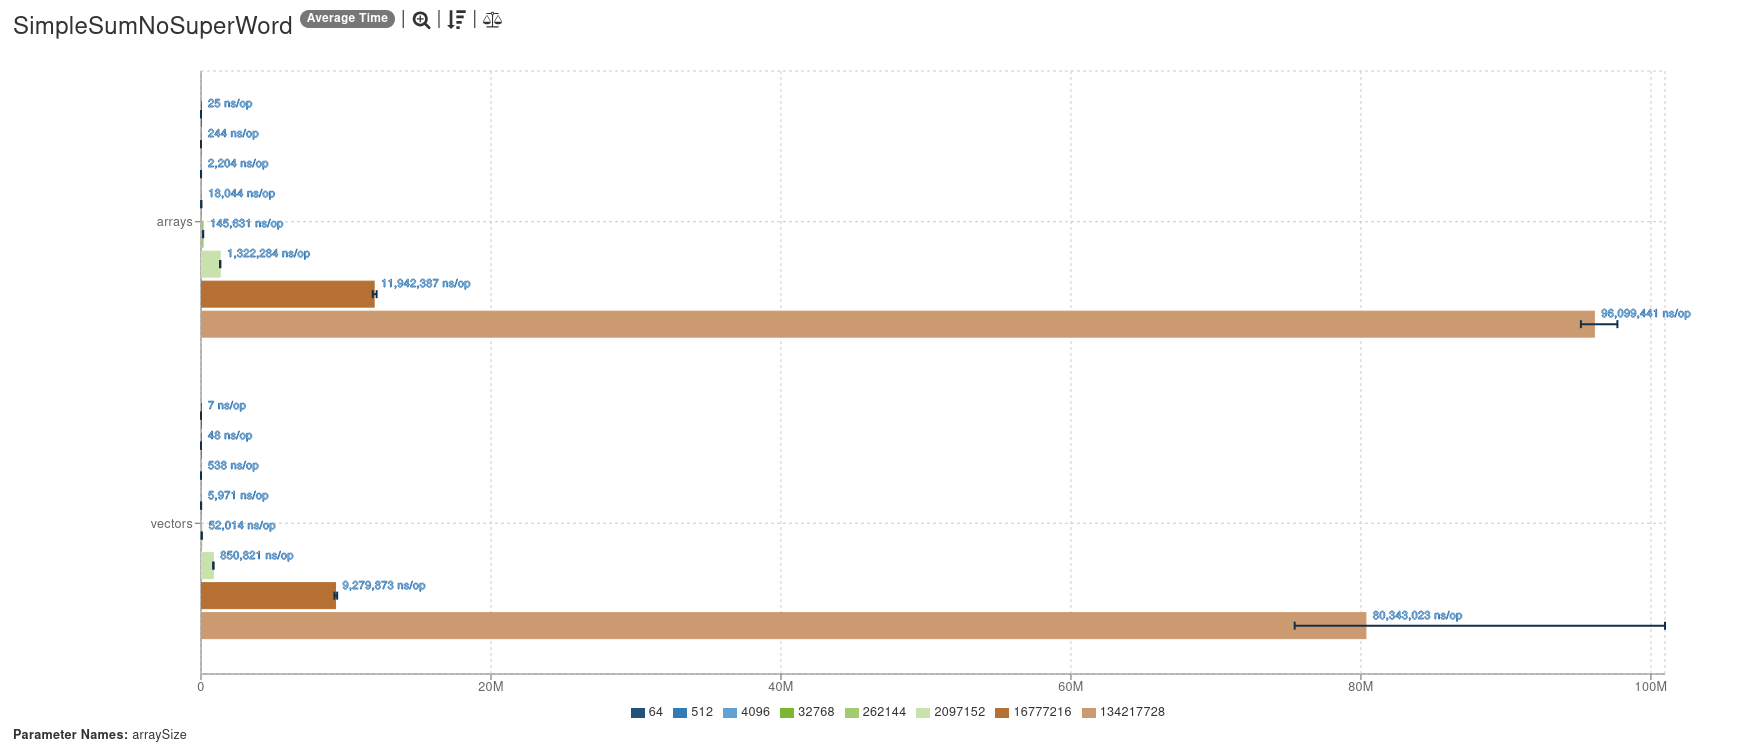 SimpleSumNoSuperWord Average Time
25 ns/op
244 ns/op
2,204 ns/op
18,044 ns/op
arrays
145,631 ns/op
1,322,284 ns/op
11,942,387 ns/op
96,099,441 ns/op
7 ns/op
48 ns/op
538 ns/op
5,971 ns/op
vectors
52,014 ns/op
850,821 ns/op
9,279,873 ns/op
80,343,023 ns/op
0 20M 40M 60M 80M 100M
64 512 4096 32768 262144 2097152 16777216 134217728
Parameter Names: arraySize